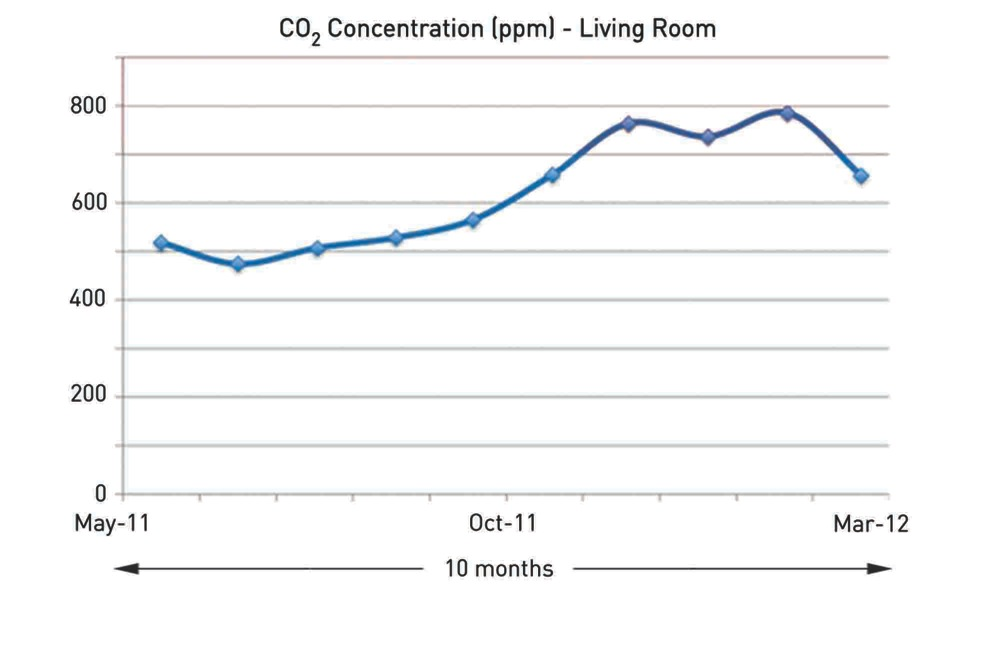 CO₂ Concentration (ppm) - Living Room
800
600
400
200
0
May-11 Oct-11 Mar-12
10 months